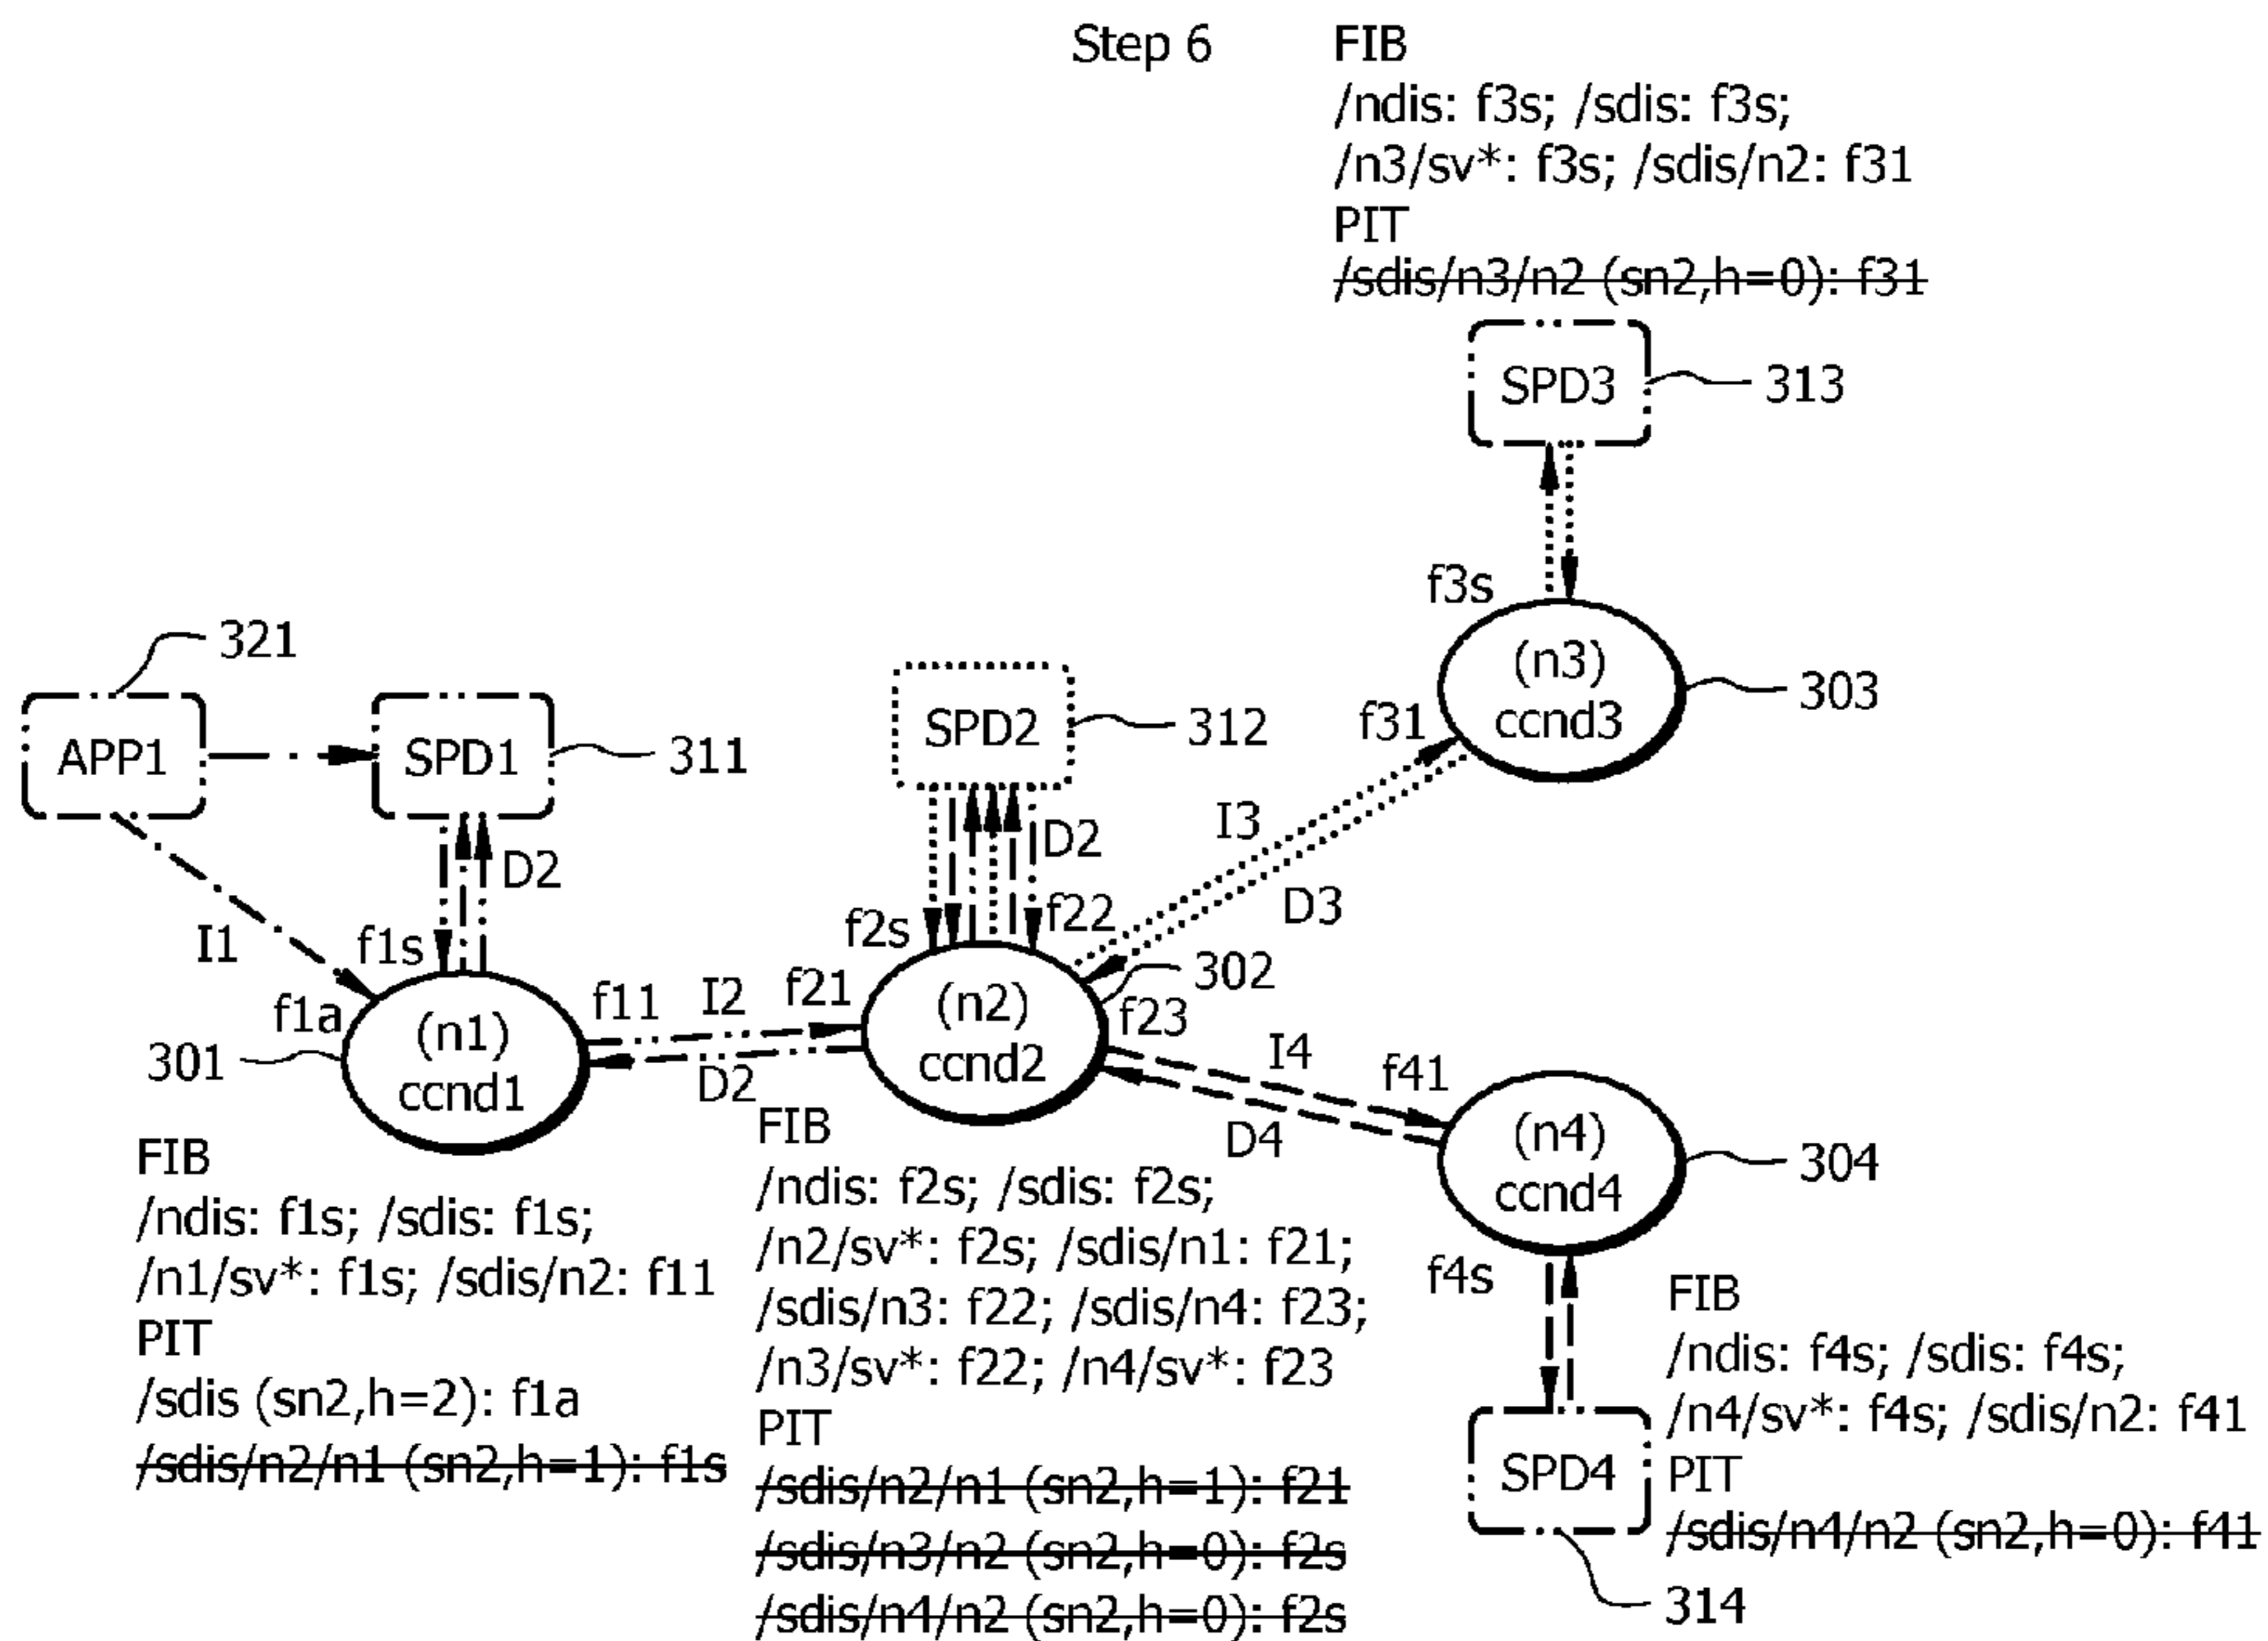 Step 6
FIB
/ndis: f3s; /sdis: f3s;
/n3/sv*: f3s; /sdis/n2: f31
PIT
/sdis/n3/n2 (sn2,h=0): f31
SPD3
313
f3s
321
(n3)
ccnd3
303
f31
APP1
SPD1
311
SPD2
312
I3
D3
D2
D2
I1
f1s
f2s
f22
f1a
f11
I2
f21
302
f23
(n1)
ccnd1
301
(n2)
ccnd2
D2
I4
f41
D4
(n4)
ccnd4
304
f4s
FIB
/ndis: f1s; /sdis: f1s;
/n1/sv*: f1s; /sdis/n2: f11
PIT
/sdis (sn2,h=2): f1a
/sdis/n2/n1 (sn2,h=1): f1s
FIB
/ndis: f2s; /sdis: f2s;
/n2/sv*: f2s; /sdis/n1: f21;
/sdis/n3: f22; /sdis/n4: f23;
/n3/sv*: f22; /n4/sv*: f23
PIT
/sdis/n2/n1 (sn2,h=1): f21
/sdis/n3/n2 (sn2,h=0): f2s
/sdis/n4/n2 (sn2,h=0): f2s
FIB
/ndis: f4s; /sdis: f4s;
/n4/sv*: f4s; /sdis/n2: f41
PIT
/sdis/n4/n2 (sn2,h=0): f41
SPD4
314